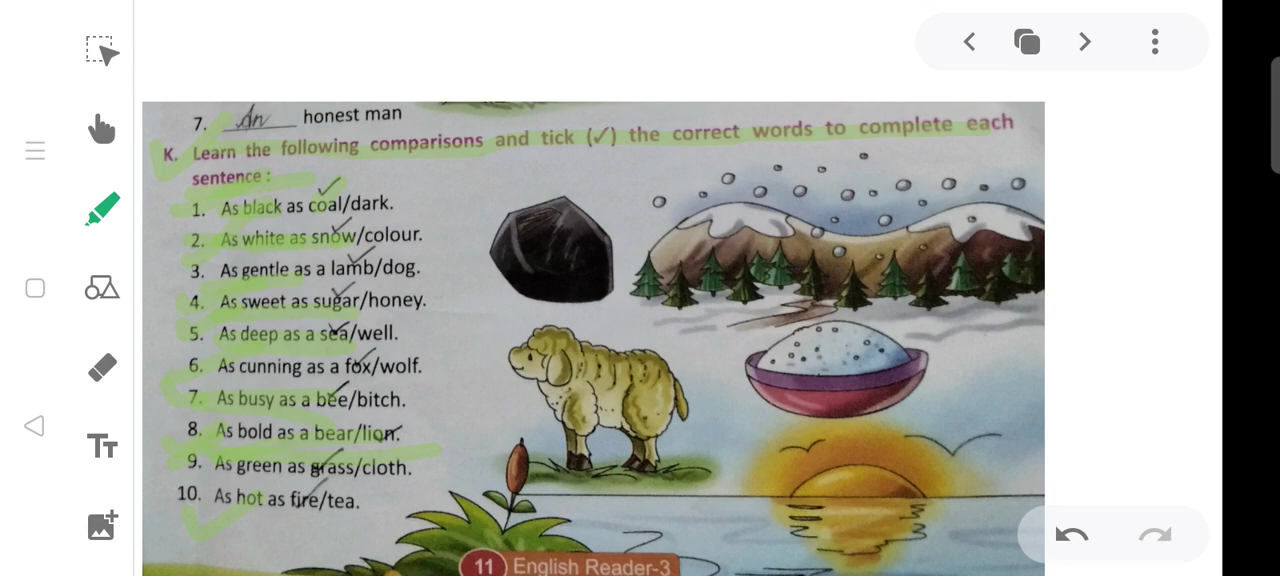 7. An honest man
K. Learn the following comparisons and tick (✓) the correct words to complete each
sentence :
1. As black as coal/dark.
2. As white as snow/colour.
3. As gentle as a lamb/dog.
4. As sweet as sugar/honey.
5. As deep as a sea/well.
6. As cunning as a fox/wolf.
7. As busy as a bee/bitch.
8. As bold as a bear/lion.
9. As green as grass/cloth.
10. As hot as fire/tea.
11 English Reader-3
TT